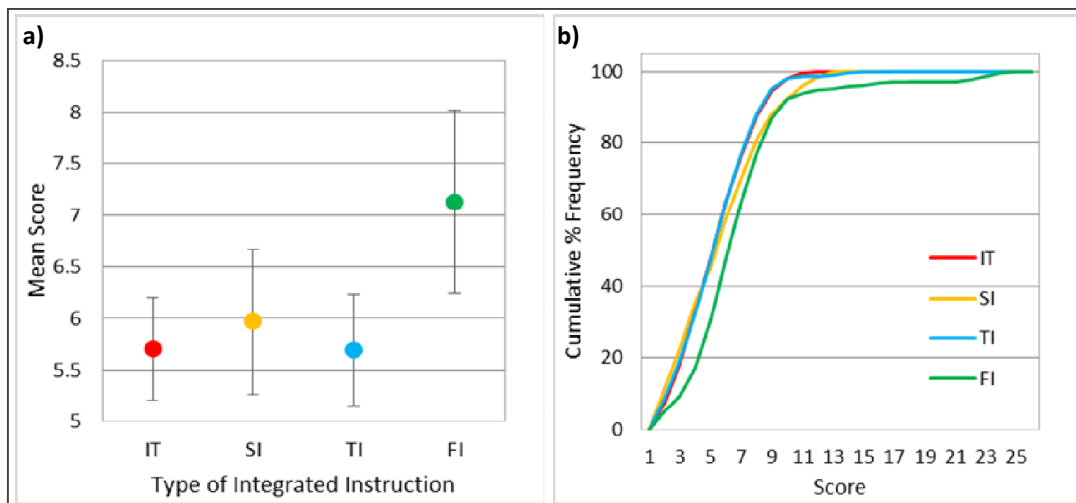 a)
8.5
8
7.5
7
6.5
6
5.5
5
Mean Score
IT SI TI FI
Type of Integrated Instruction
b)
100
80
60
40
20
0
Cumulative % Frequency
IT
SI
TI
FI
1 3 5 7 9 11 13 15 17 19 21 23 25
Score